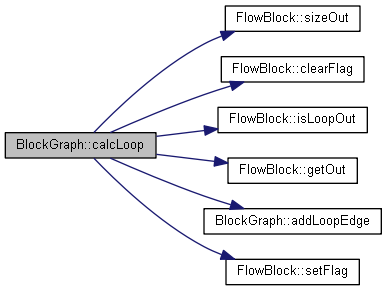 FlowBlock::sizeOut
FlowBlock::clearFlag
FlowBlock::isLoopOut
BlockGraph::calcLoop
FlowBlock::getOut
BlockGraph::addLoopEdge
FlowBlock::setFlag